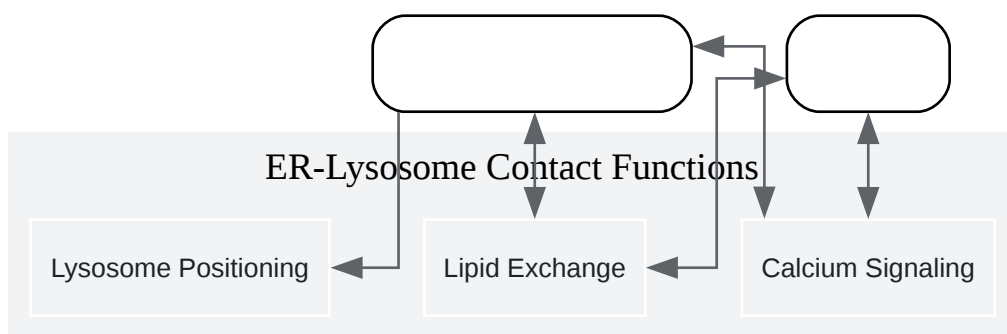 ER-Lysosome Contact Functions
Lysosome Positioning
Lipid Exchange
Calcium Signaling